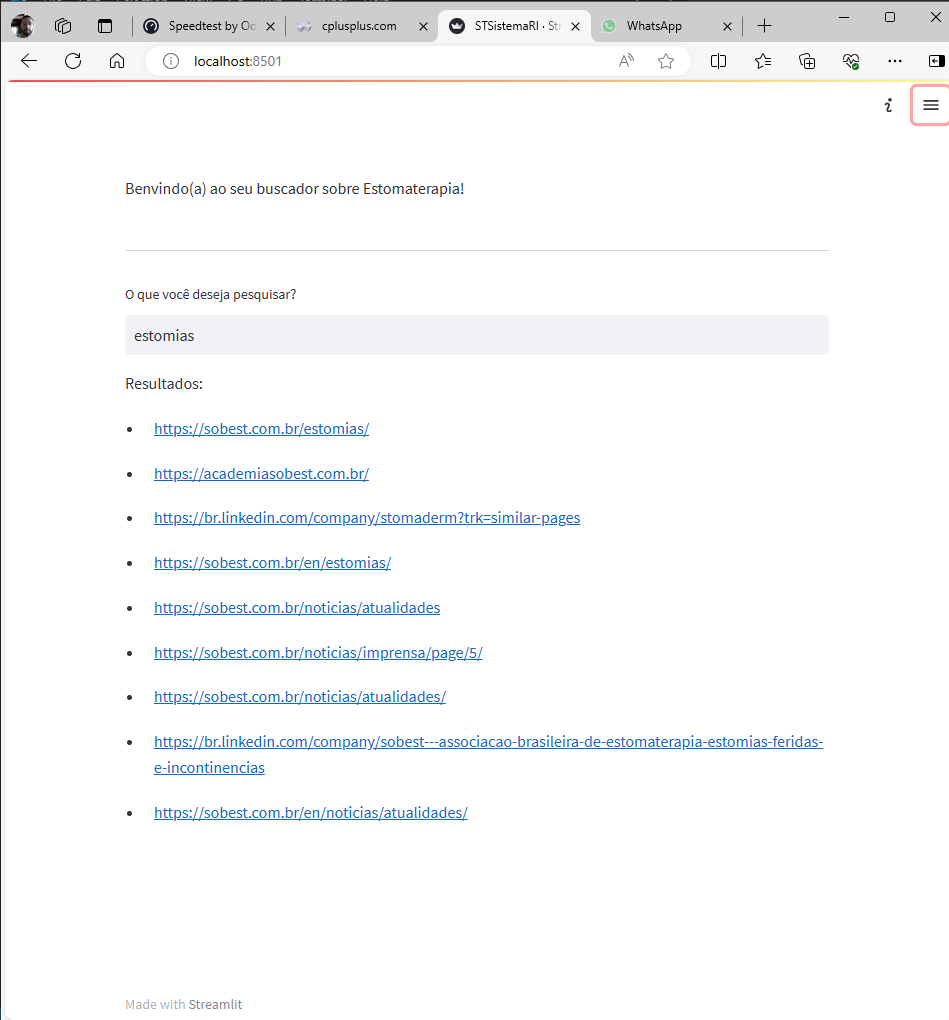 Speedtest by Oo
cplusplus.com
STSistemaRI · Str
WhatsApp
localhost:8501
Benvindo(a) ao seu buscador sobre Estomaterapia!
O que você deseja pesquisar?
estomias
Resultados:
https://sobest.com.br/estomias/
https://academiasobest.com.br/
https://br.linkedin.com/company/stomaderm?trk=similar-pages
https://sobest.com.br/en/estomias/
https://sobest.com.br/noticias/atualidades
https://sobest.com.br/noticias/imprensa/page/5/
https://sobest.com.br/noticias/atualidades/
https://br.linkedin.com/company/sobest---associacao-brasileira-de-estomaterapia-estomias-feridas-
e-incontinencias
https://sobest.com.br/en/noticias/atualidades/
Made with Streamlit